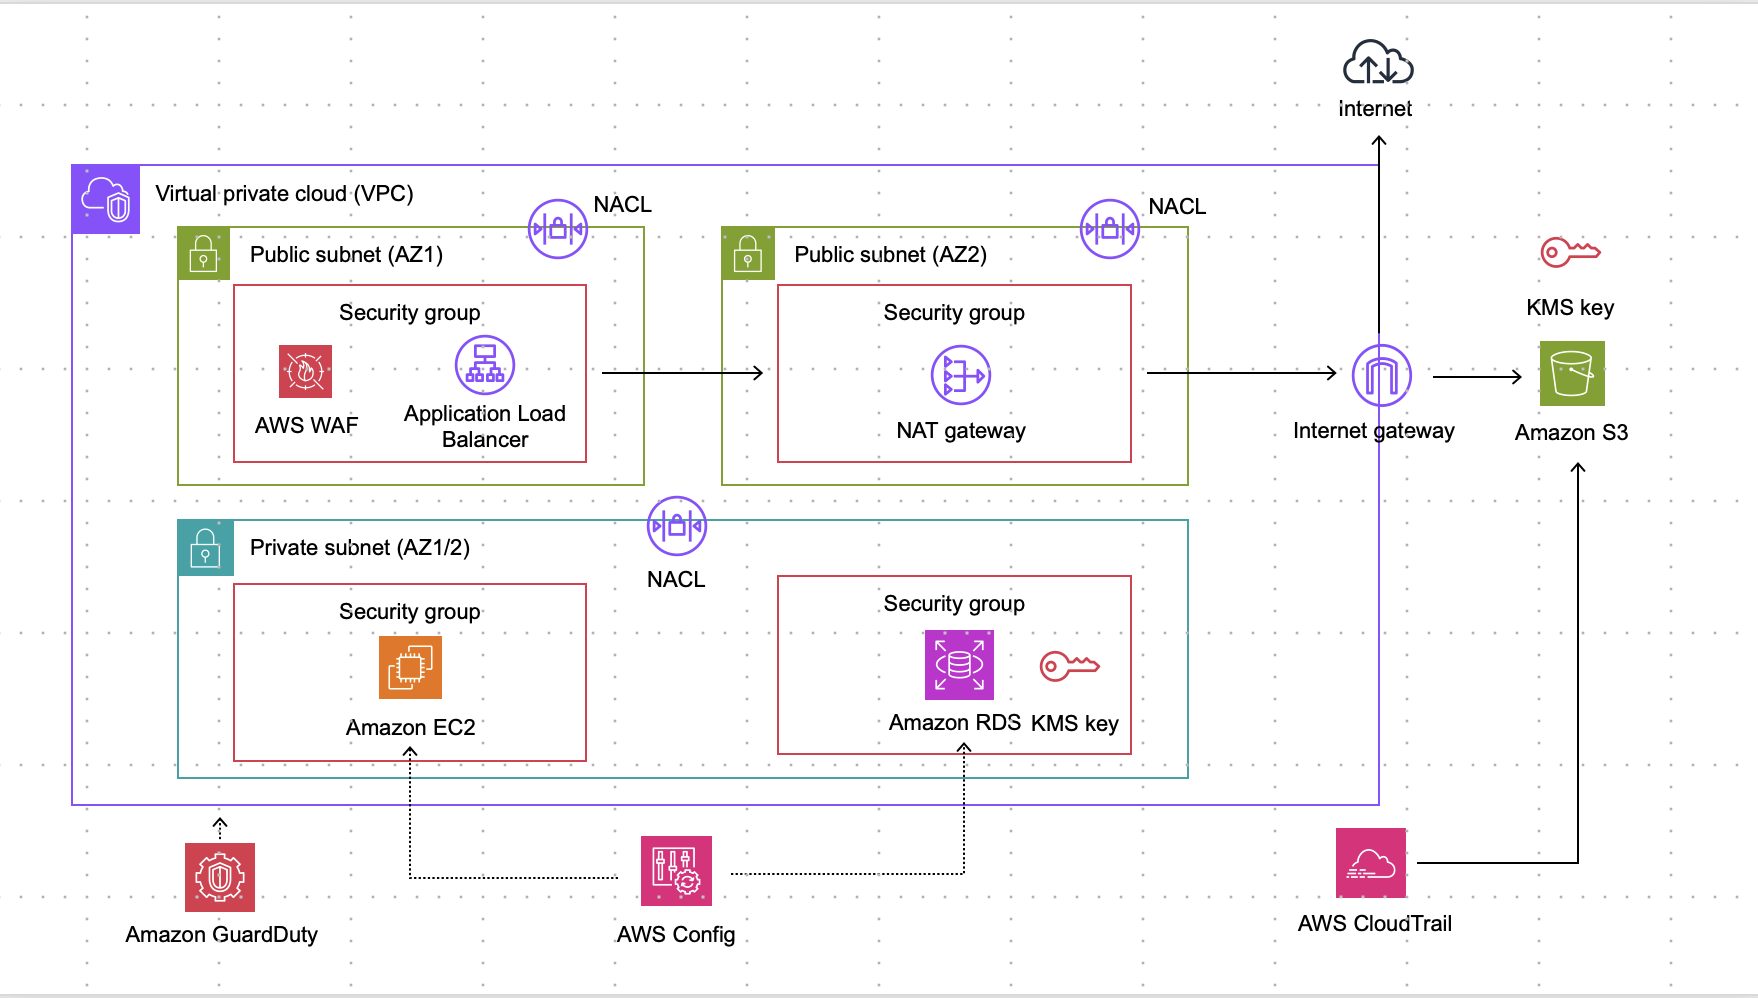 Internet
Virtual private cloud (VPC)
NACL
NACL
Public subnet (AZ1)
Public subnet (AZ2)
Security group
Security group
KMS key
AWS WAF
Application Load
Balancer
NAT gateway
Internet gateway
Amazon S3
Private subnet (AZ1/2)
NACL
Security group
Security group
Amazon EC2
Amazon RDS
KMS key
Amazon GuardDuty
AWS Config
AWS CloudTrail